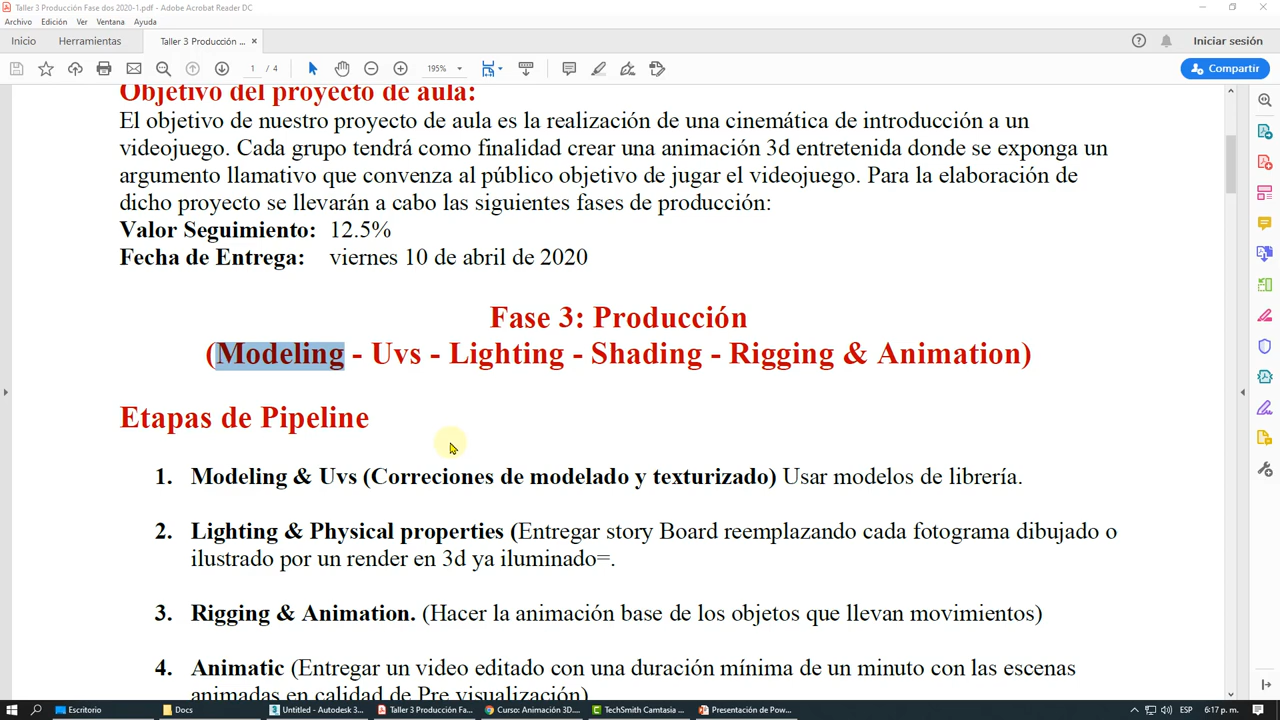 Taller 3 Producción Fase dos 2020-1.pdf - Adobe Acrobat Reader DC
Archivo Edición Ver Ventana Ayuda
Inicio Herramientas Taller 3 Producción ... × Iniciar sesión
1 / 4 195% Compartir
Objetivo del proyecto de aula:
El objetivo de nuestro proyecto de aula es la realización de una cinemática de introducción a un
videojuego. Cada grupo tendrá como finalidad crear una animación 3d entretenida donde se exponga un
argumento llamativo que convenza al público objetivo de jugar el videojuego. Para la elaboración de
dicho proyecto se llevarán a cabo las siguientes fases de producción:
Valor Seguimiento: 12.5%
Fecha de Entrega: viernes 10 de abril de 2020
Fase 3: Producción
(Modeling - Uvs - Lighting - Shading - Rigging & Animation)
Etapas de Pipeline
1. Modeling & Uvs (Correciones de modelado y texturizado) Usar modelos de librería.
2. Lighting & Physical properties (Entregar story Board reemplazando cada fotograma dibujado o
ilustrado por un render en 3d ya iluminado=.
3. Rigging & Animation. (Hacer la animación base de los objetos que llevan movimientos)
4. Animatic (Entregar un video editado con una duración mínima de un minuto con las escenas
animadas en calidad de Pre visualización)
Escritorio Docs Untitled - Autodesk 3... Taller 3 Producción Fa... Curso: Animación 3D.... TechSmith Camtasia ... Presentación de Pow... ESP 6:17 p. m.